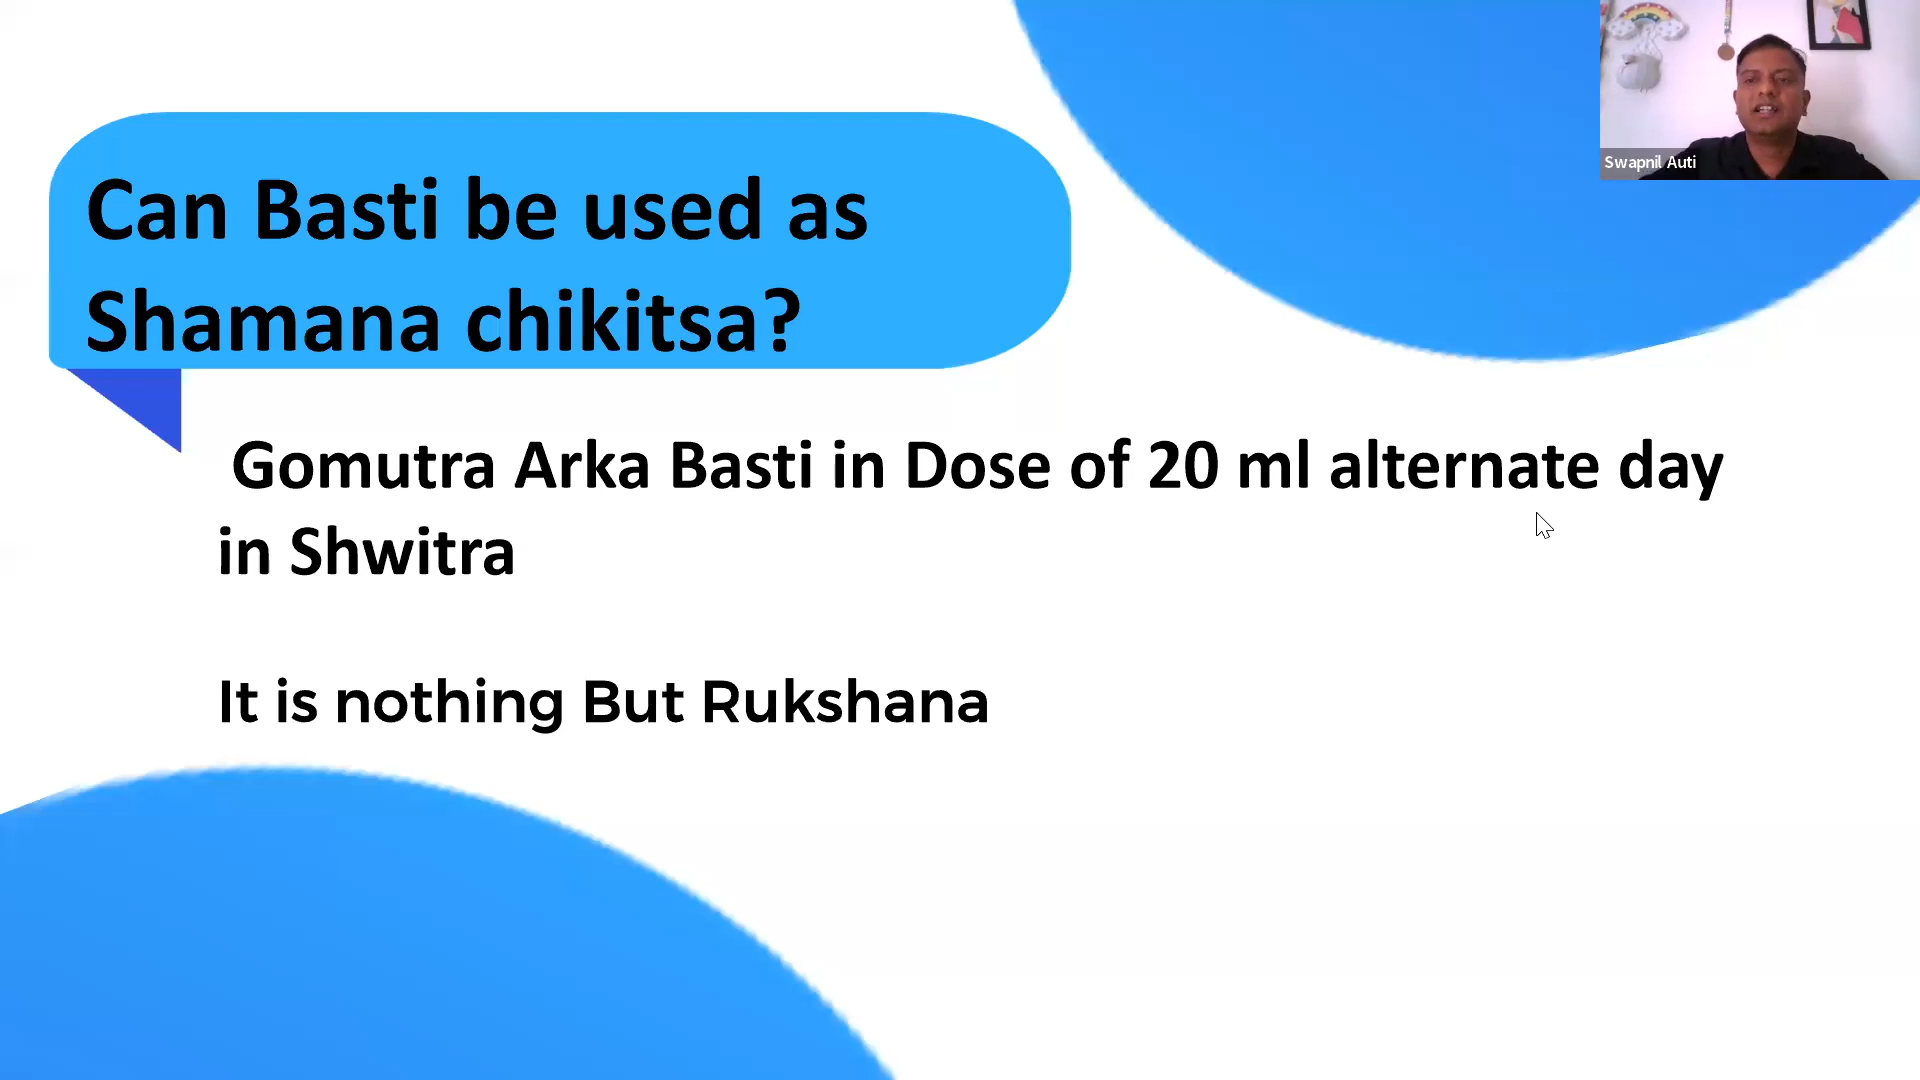 Can Basti be used as
Shamana chikitsa?
Gomutra Arka Basti in Dose of 20 ml alternate day
in Shwitra
It is nothing But Rukshana
Swapnil Auti